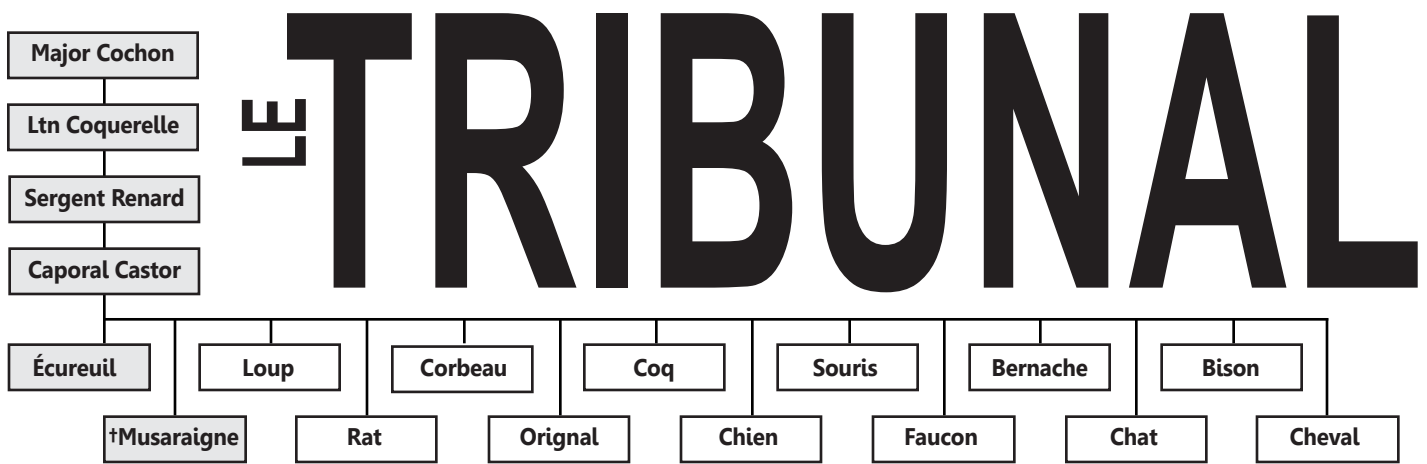 Major Cochon
Ltn Coquerelle
Sergent Renard
Caporal Castor
LE
TRIBUNAL
Écureuil
Loup
Corbeau
Coq
Souris
Bernache
Bison
†Musaraigne
Rat
Orignal
Chien
Faucon
Chat
Cheval